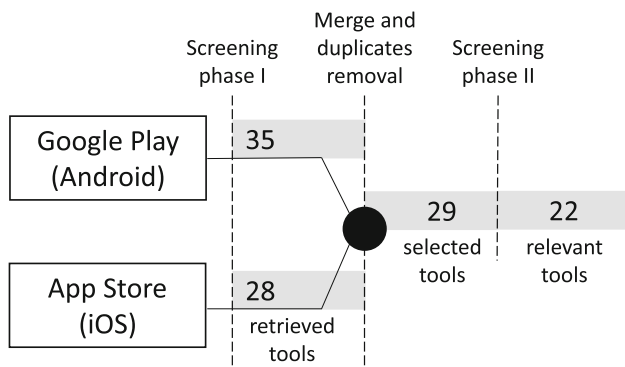 Screening
phase I
Merge and
duplicates
removal
Screening
phase II
Google Play
(Android)
35
29
selected
tools
22
relevant
tools
App Store
(iOS)
28
retrieved
tools